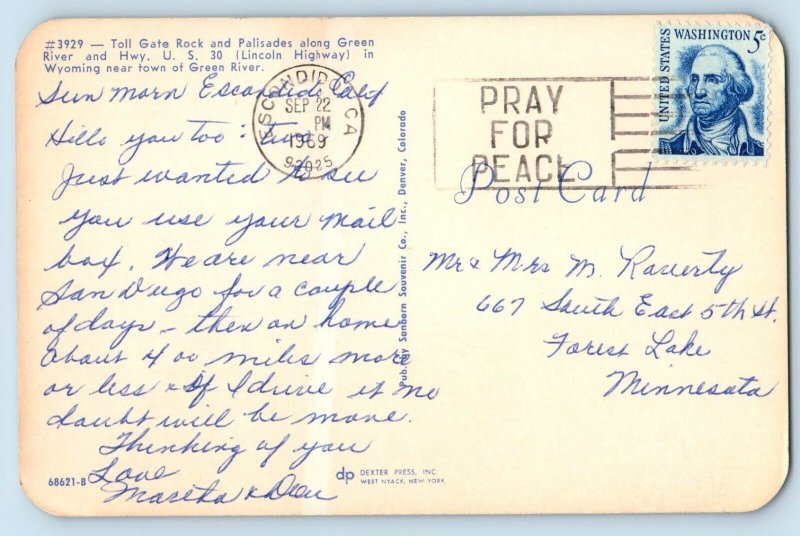 #3929 — Toll Gate Rock and Palisades along Green
River and Hwy. U. S. 30 (Lincoln Highway) in
Wyoming near town of Green River.
Sun Morn Escondido Calif
Hello you too:
Just wanted to see
you use your mail
box. We are near
San Diego for a couple
of days – then on home
about 400 miles more
or less & If I drive it no
doubt will be more.
Thinking of you
Love
Martha & Dean
68621-B
dp DEXTER PRESS, INC.
WEST NYACK, NEW YORK
Pub. by Sanborn Souvenir Co., Inc., Denver, Colorado
ESCONDIDO, CA
SEP 22
PM
1969
92025
PRAY
FOR
PEACE
UNITED STATES
WASHINGTON 5c
Post Card
Mr & Mrs M. Raverty
667 South East 5th St.
Forest Lake
Minnesota